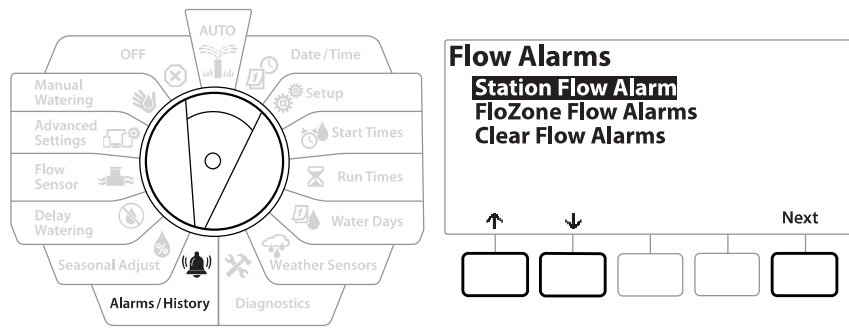 AUTO
Date / Time
Setup
Start Times
Run Times
Water Days
Weather Sensors
Diagnostics
Alarms / History
Seasonal Adjust
Delay
Watering
Flow
Sensor
Advanced
Settings
Manual
Watering
OFF
Flow Alarms
Station Flow Alarm
FloZone Flow Alarms
Clear Flow Alarms
Next